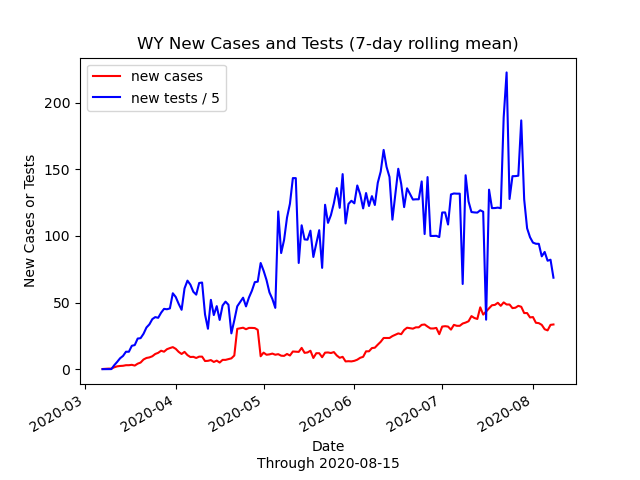 WY New Cases and Tests (7-day rolling mean)
new cases
new tests / 5
New Cases or Tests
200
150
100
50
0
2020-03
2020-04
2020-05
2020-06
2020-07
2020-08
Date
Through 2020-08-15